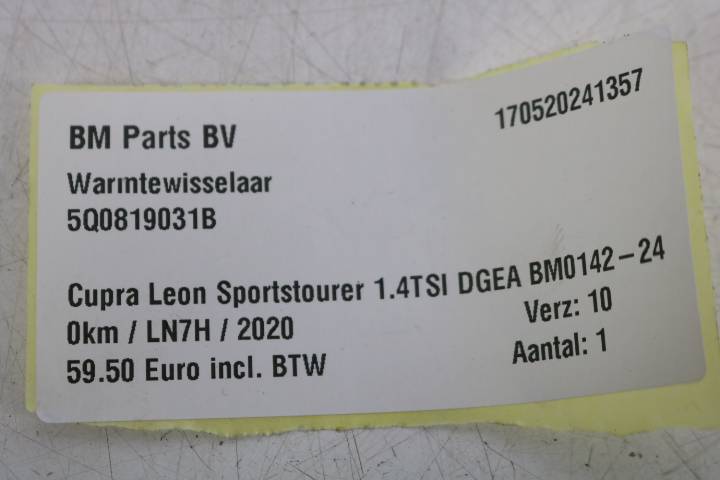 BM Parts BV
170520241357
Warmtewisselaar
5Q0819031B
Cupra Leon Sportstourer 1.4TSI DGEA BM0142-24
0km / LN7H / 2020
Verz: 10
59.50 Euro incl. BTW
Aantal: 1